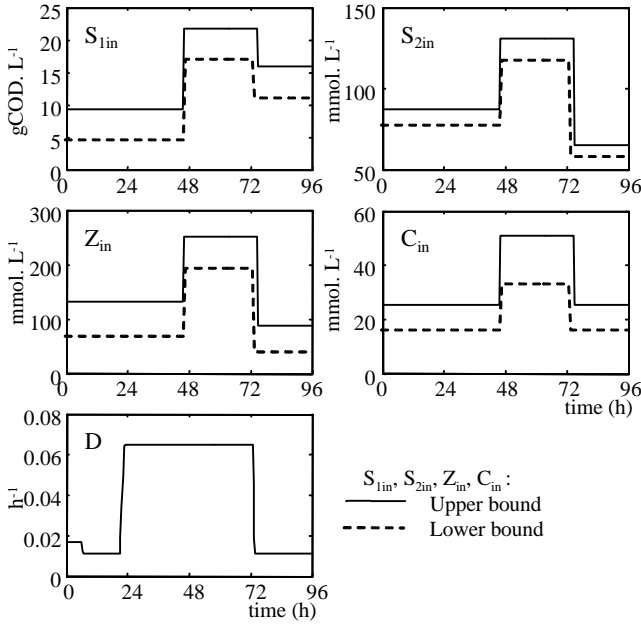 S1in
gCOD. L-1
25
20
15
10
5
0
0 24 48 72 96
S2in
mmol. L-1
150
100
50
0 24 48 72 96
Zin
mmol. L-1
300
200
100
0
0 24 48 72 96
Cin
mmol. L-1
60
40
20
0
0 24 48 72 96
time (h)
D
h-1
0.08
0.06
0.04
0.02
0
0 24 48 72 96
time (h)
S1in, S2in, Zin, Cin :
Upper bound
Lower bound